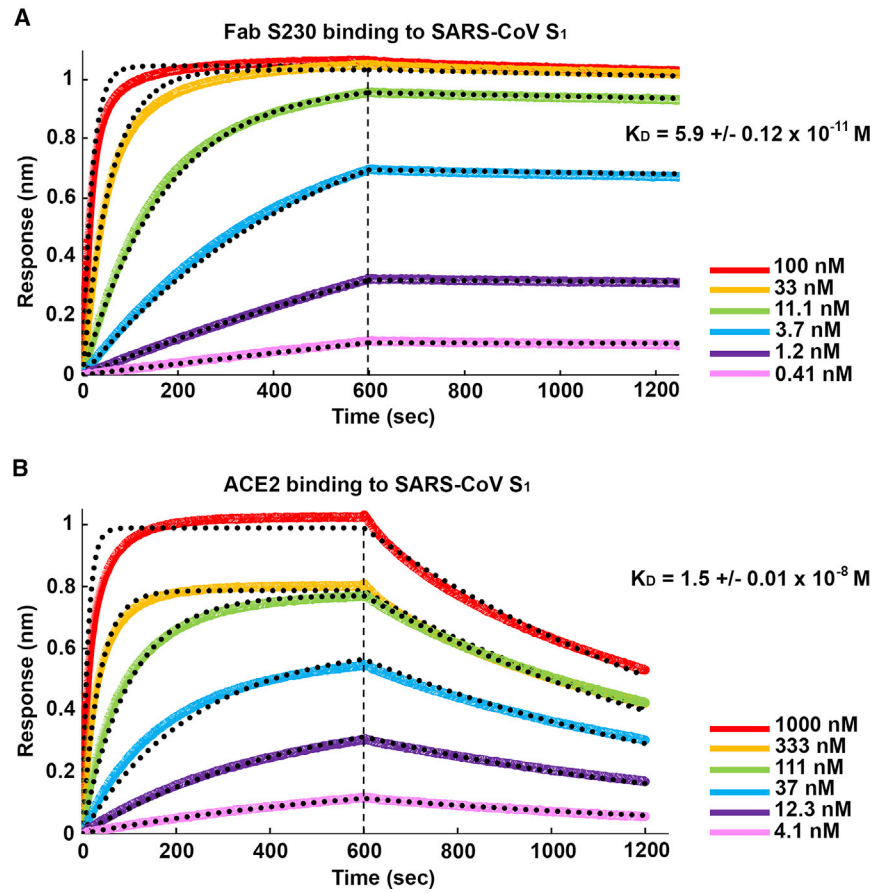 A
Fab S230 binding to SARS-CoV S1
Response (nm)
1
0.8
0.6
0.4
0.2
0
0 200 400 600 800 1000 1200
Time (sec)
KD = 5.9 +/- 0.12 x 10-11 M
100 nM
33 nM
11.1 nM
3.7 nM
1.2 nM
0.41 nM
B
ACE2 binding to SARS-CoV S1
Response (nm)
1
0.8
0.6
0.4
0.2
0
0 200 400 600 800 1000 1200
Time (sec)
KD = 1.5 +/- 0.01 x 10-8 M
1000 nM
333 nM
111 nM
37 nM
12.3 nM
4.1 nM